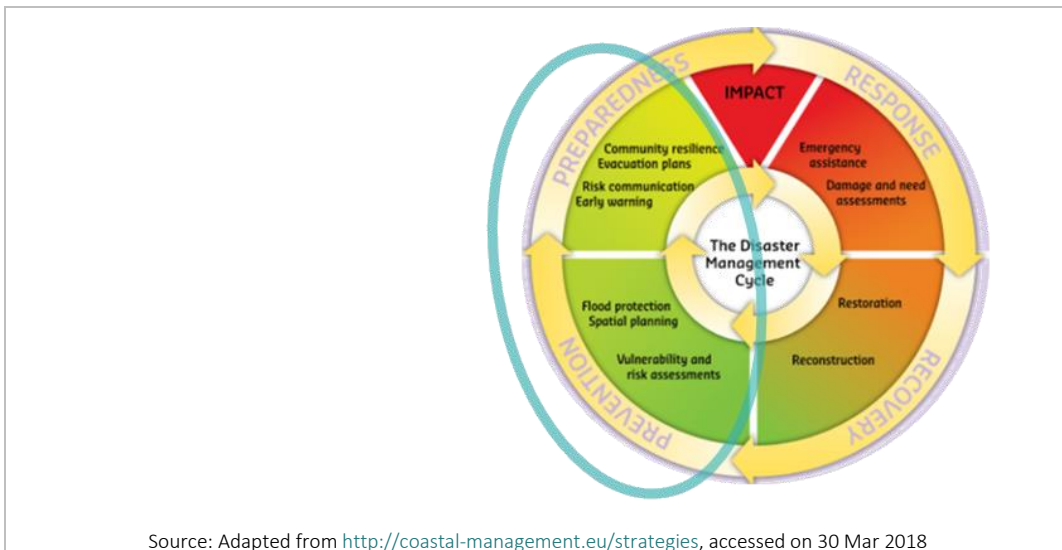 PREPAREDNESS
IMPACT
RESPONSE
Community resilience
Evacuation plans
Risk communication
Early warning
Emergency
assistance
Damage and need
assessments
The Disaster
Management
Cycle
Flood protection
Spatial planning
Vulnerability and
risk assessments
Restoration
Reconstruction
PREVENTION
RECOVERY
Source: Adapted from http://coastal-management.eu/strategies, accessed on 30 Mar 2018